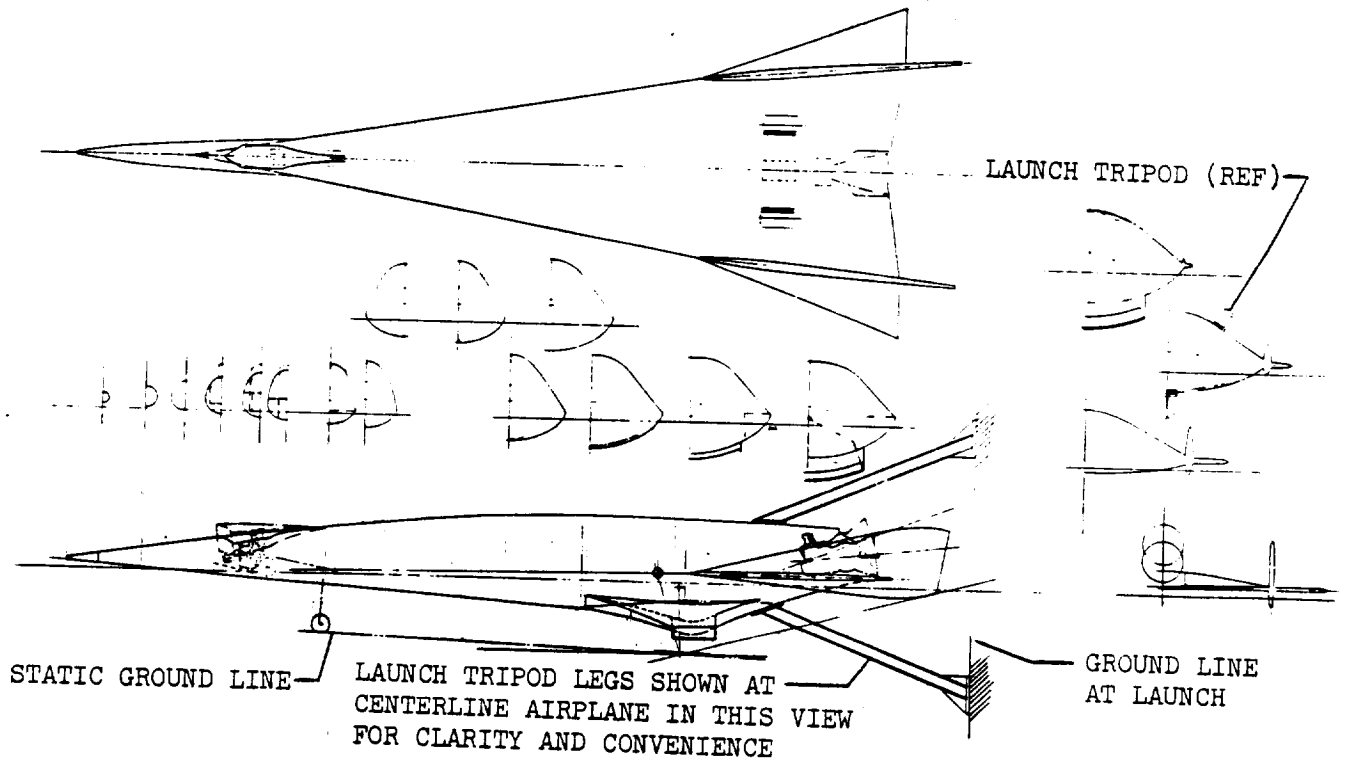 LAUNCH TRIPOD (REF)
STATIC GROUND LINE
LAUNCH TRIPOD LEGS SHOWN AT
CENTERLINE AIRPLANE IN THIS VIEW
FOR CLARITY AND CONVENIENCE
GROUND LINE
AT LAUNCH